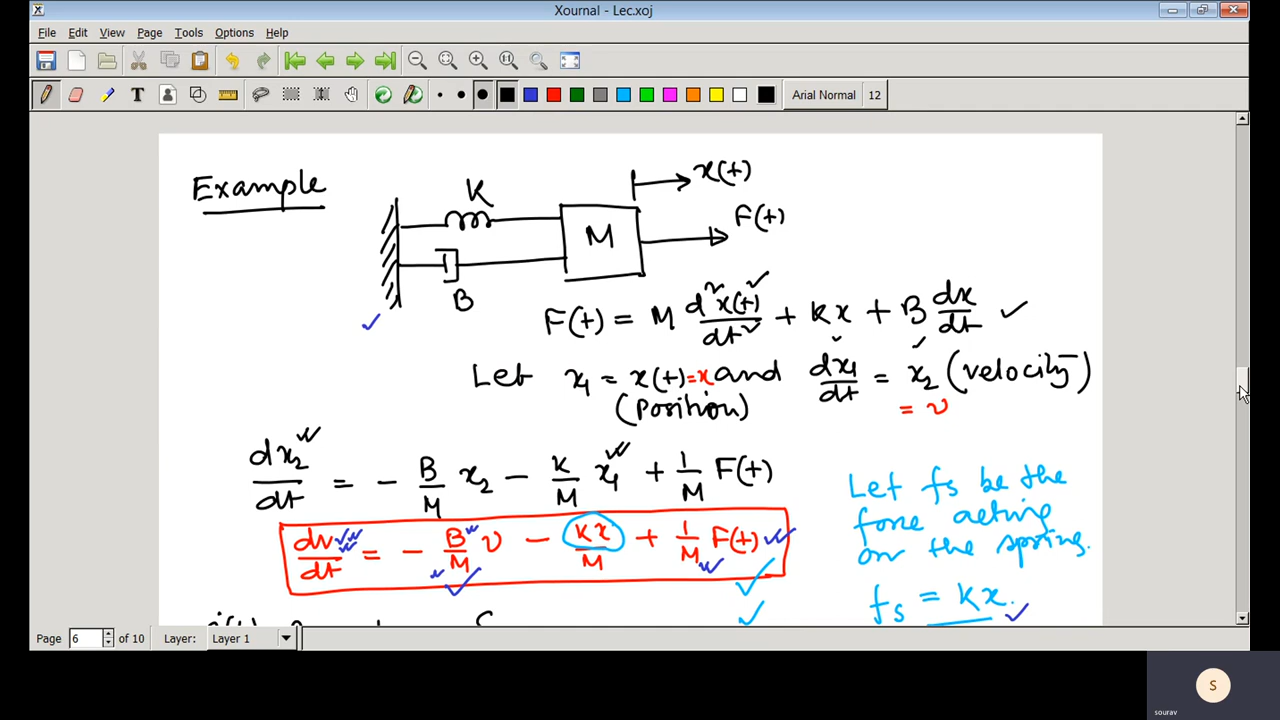 Xournal - Lec.xoj
File Edit View Page Tools Options Help
Arial Normal 12
Example
K
x(t)
M
F(t)
B
F(t) = M d²x(t)/dt² + Kx + B dx/dt
Let x₁ = x(t) = x and dx₁/dt = x₂ (velocity)
(Position)
= v
dx₂/dt = - B/M x₂ - K/M x₁ + 1/M F(t)
Let fs be the
force acting
on the spring.
dv/dt = - B/M v - Kx/M + 1/M F(t)
fs = Kx.
Page 6 of 10 Layer: Layer 1
S
sourav